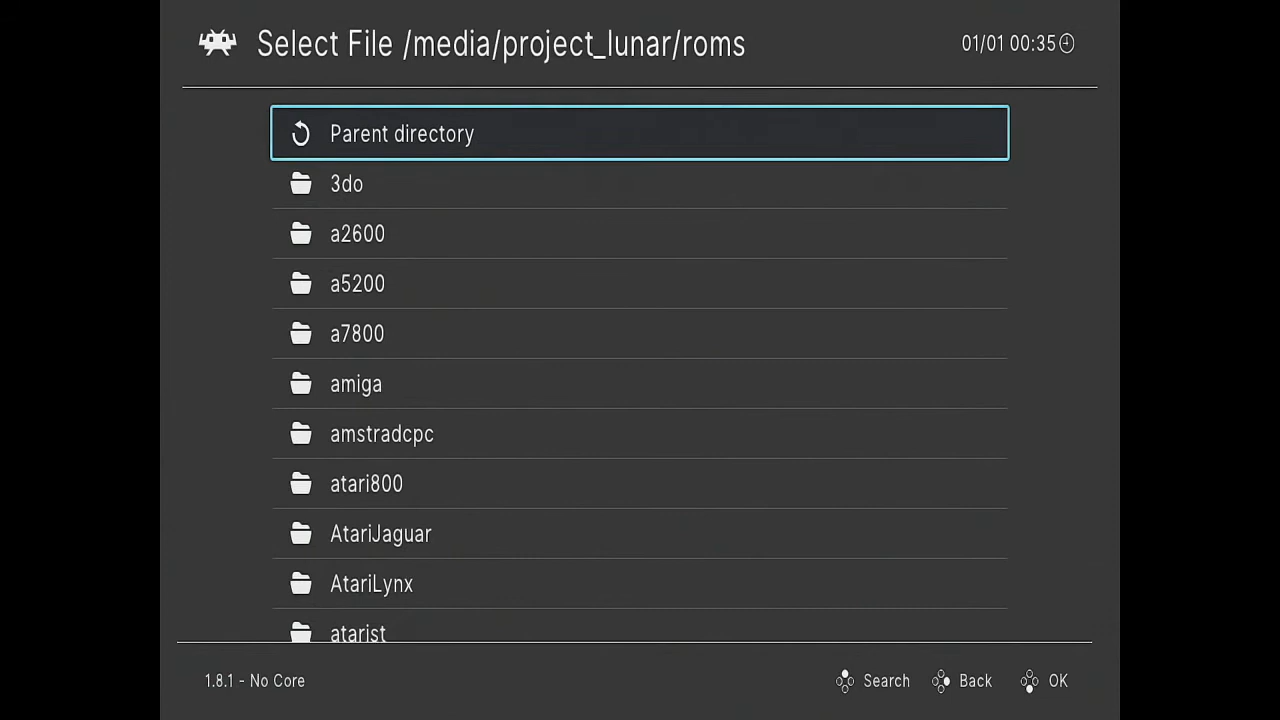 Select File /media/project_lunar/roms
01/01 00:35
Parent directory
3do
a2600
a5200
a7800
amiga
amstradcpc
atari800
AtariJaguar
AtariLynx
atarist
1.8.1 - No Core
Search
Back
OK